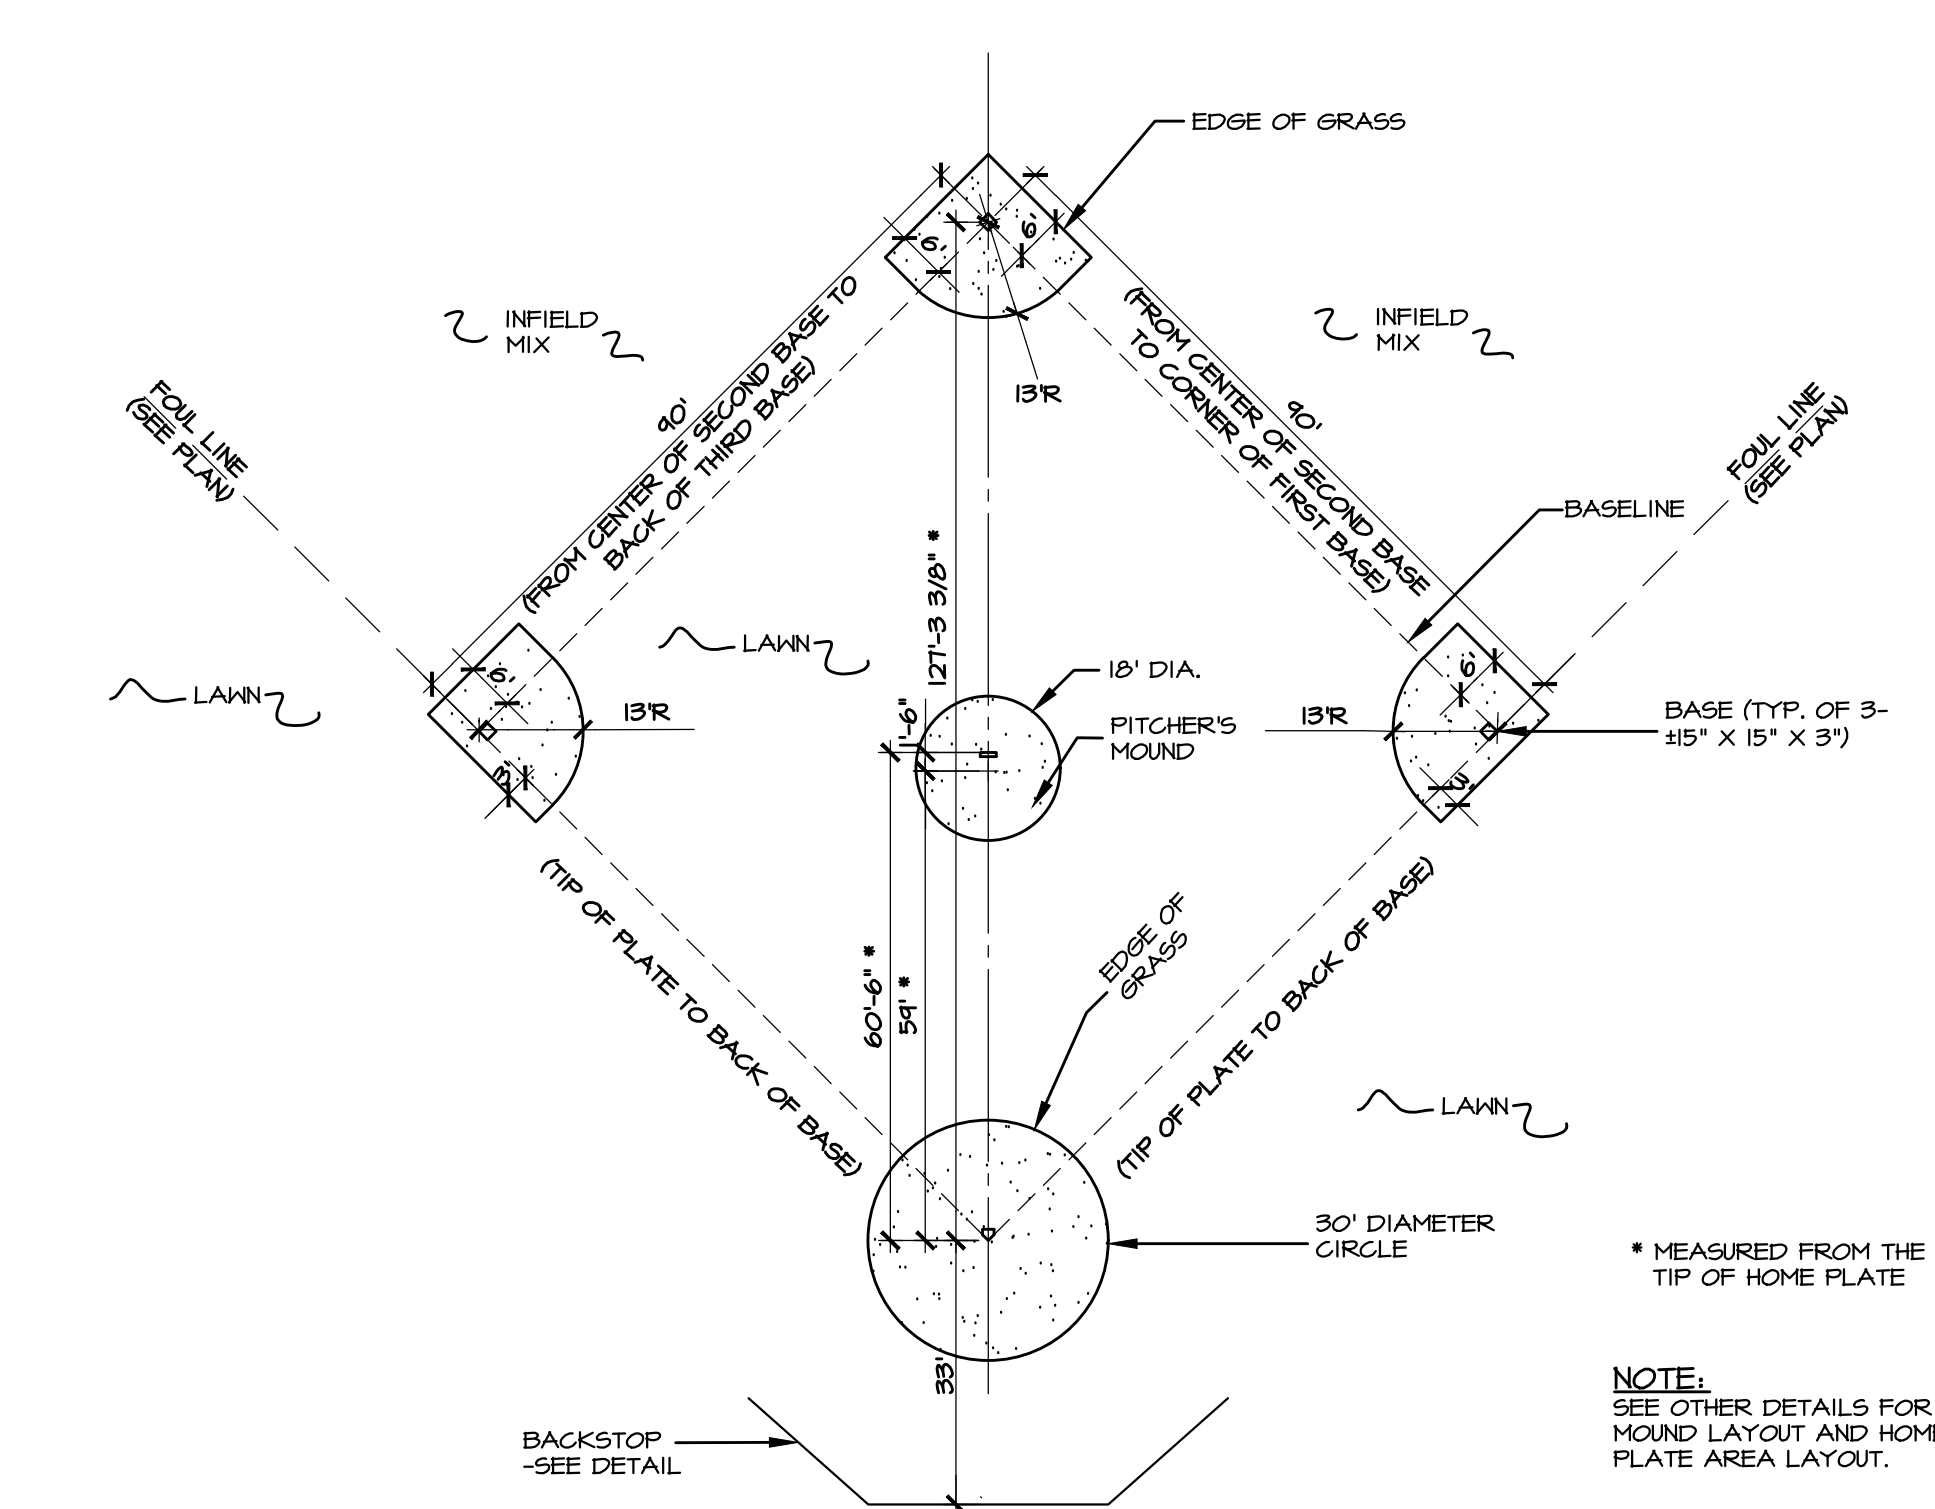 EDGE OF GRASS
6'
6'
INFIELD
MIX
INFIELD
MIX
13'R
90'
(FROM CENTER OF SECOND BASE TO
BACK OF THIRD BASE)
90'
(FROM CENTER OF SECOND BASE
TO CORNER OF FIRST BASE)
FOUL LINE
(SEE PLAN)
FOUL LINE
(SEE PLAN)
BASELINE
127'-3 3/8" *
LAWN
LAWN
6'
13'R
3'
18' DIA.
PITCHER'S
MOUND
1'-6"
13'R
6'
3'
BASE (TYP. OF 3-
±15" X 15" X 3")
(TIP OF PLATE TO BACK OF BASE)
(TIP OF PLATE TO BACK OF BASE)
60'-6" *
59' *
EDGE OF
GRASS
LAWN
30' DIAMETER
CIRCLE
* MEASURED FROM THE
TIP OF HOME PLATE
33'
BACKSTOP
-SEE DETAIL
NOTE:
SEE OTHER DETAILS FOR
MOUND LAYOUT AND HOME
PLATE AREA LAYOUT.